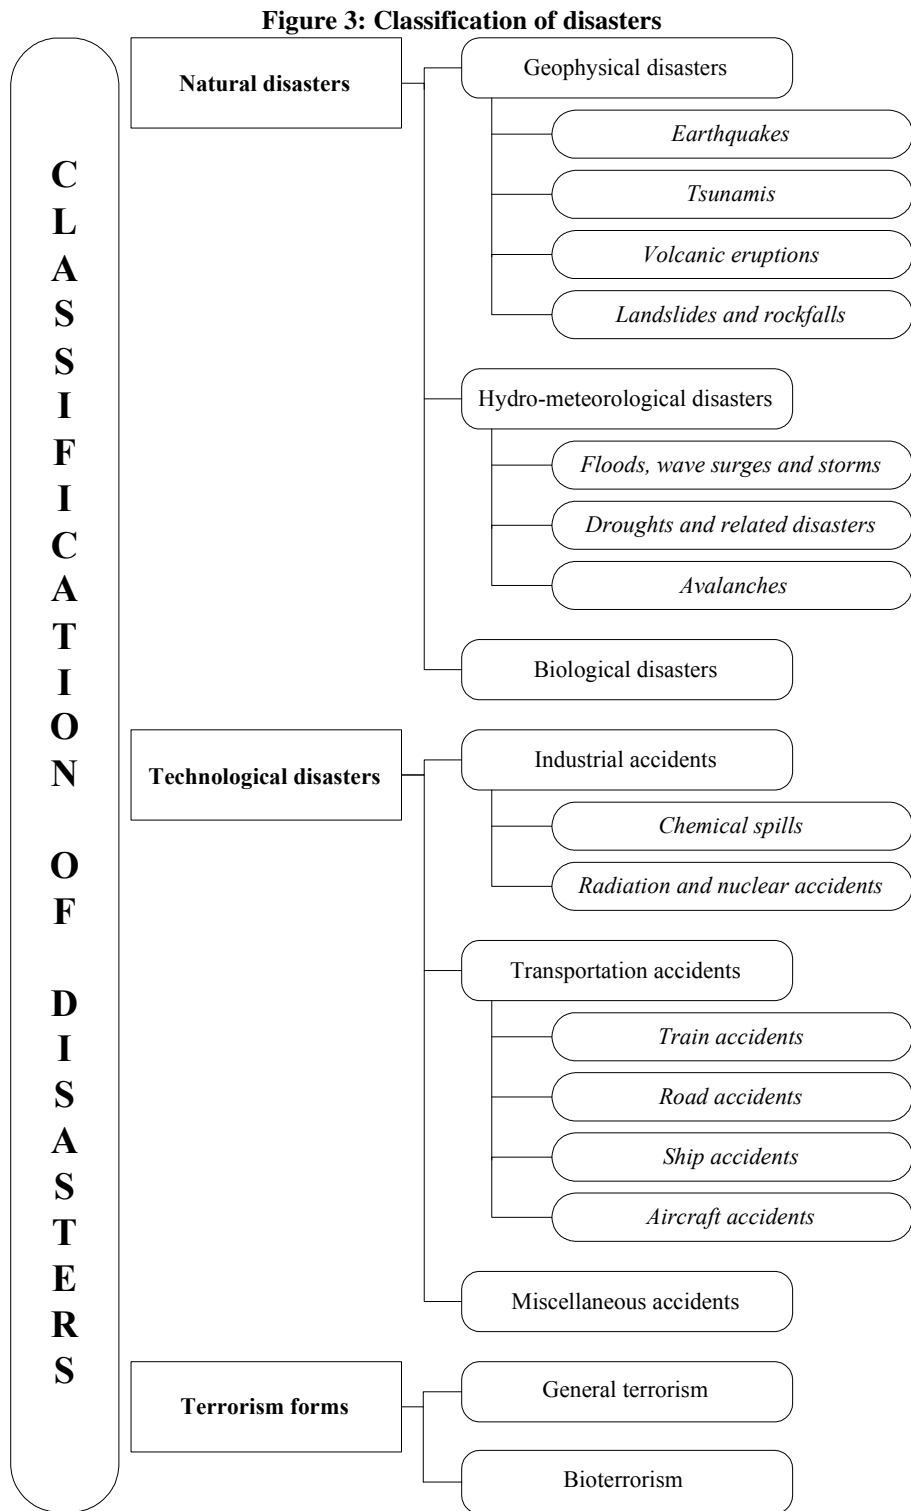 Figure 3: Classification of disasters
CLASSIFICATION OF DISASTERS
Natural disasters
Geophysical disasters
Earthquakes
Tsunamis
Volcanic eruptions
Landslides and rockfalls
Hydro-meteorological disasters
Floods, wave surges and storms
Droughts and related disasters
Avalanches
Biological disasters
Technological disasters
Industrial accidents
Chemical spills
Radiation and nuclear accidents
Transportation accidents
Train accidents
Road accidents
Ship accidents
Aircraft accidents
Miscellaneous accidents
Terrorism forms
General terrorism
Bioterrorism